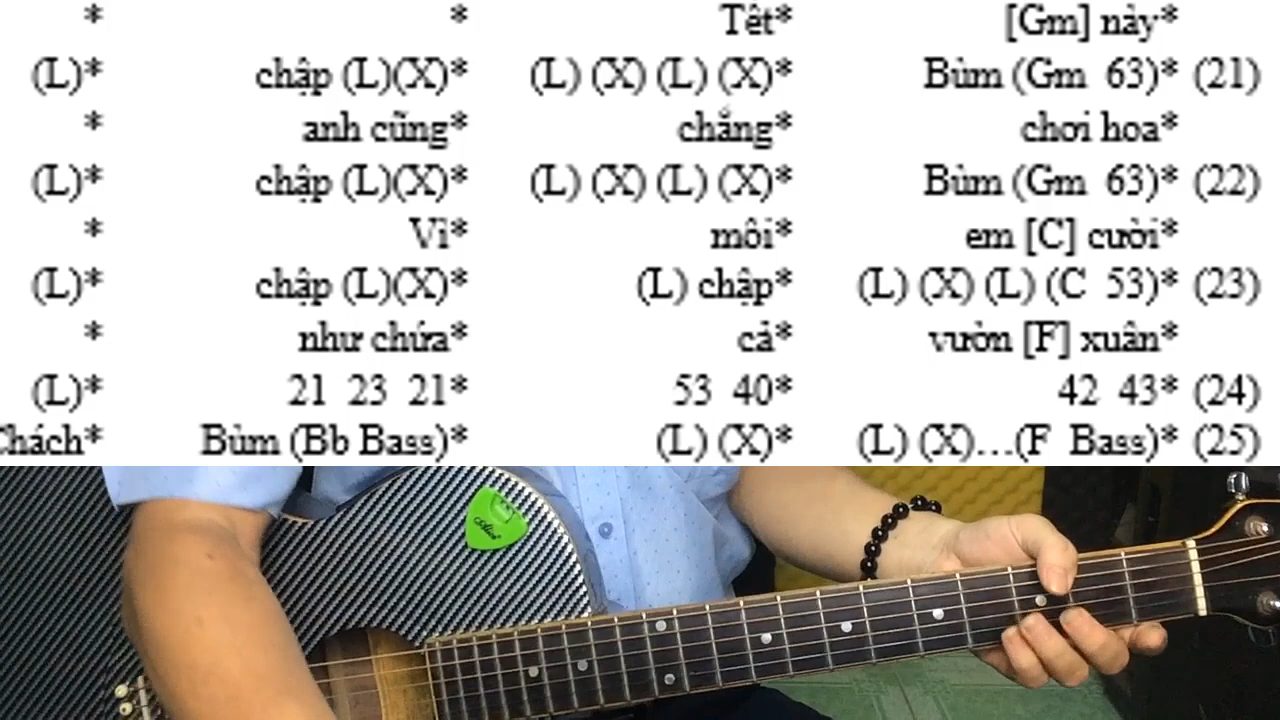 * * Tết* [Gm] này*
(L)* chập (L)(X)* (L) (X) (L) (X)* Bùm (Gm 63)* (21)
* anh cũng* chẳng* chơi hoa*
(L)* chập (L)(X)* (L) (X) (L) (X)* Bùm (Gm 63)* (22)
* Vì* môi* em [C] cười*
(L)* chập (L)(X)* (L) chập* (L) (X) (L) (C 53)* (23)
* như chứa* cả* vườn [F] xuân*
(L)* 21 23 21* 53 40* 42 43* (24)
Chách* Bùm (Bb Bass)* (L) (X)* (L) (X)…(F Bass)* (25)
Alice